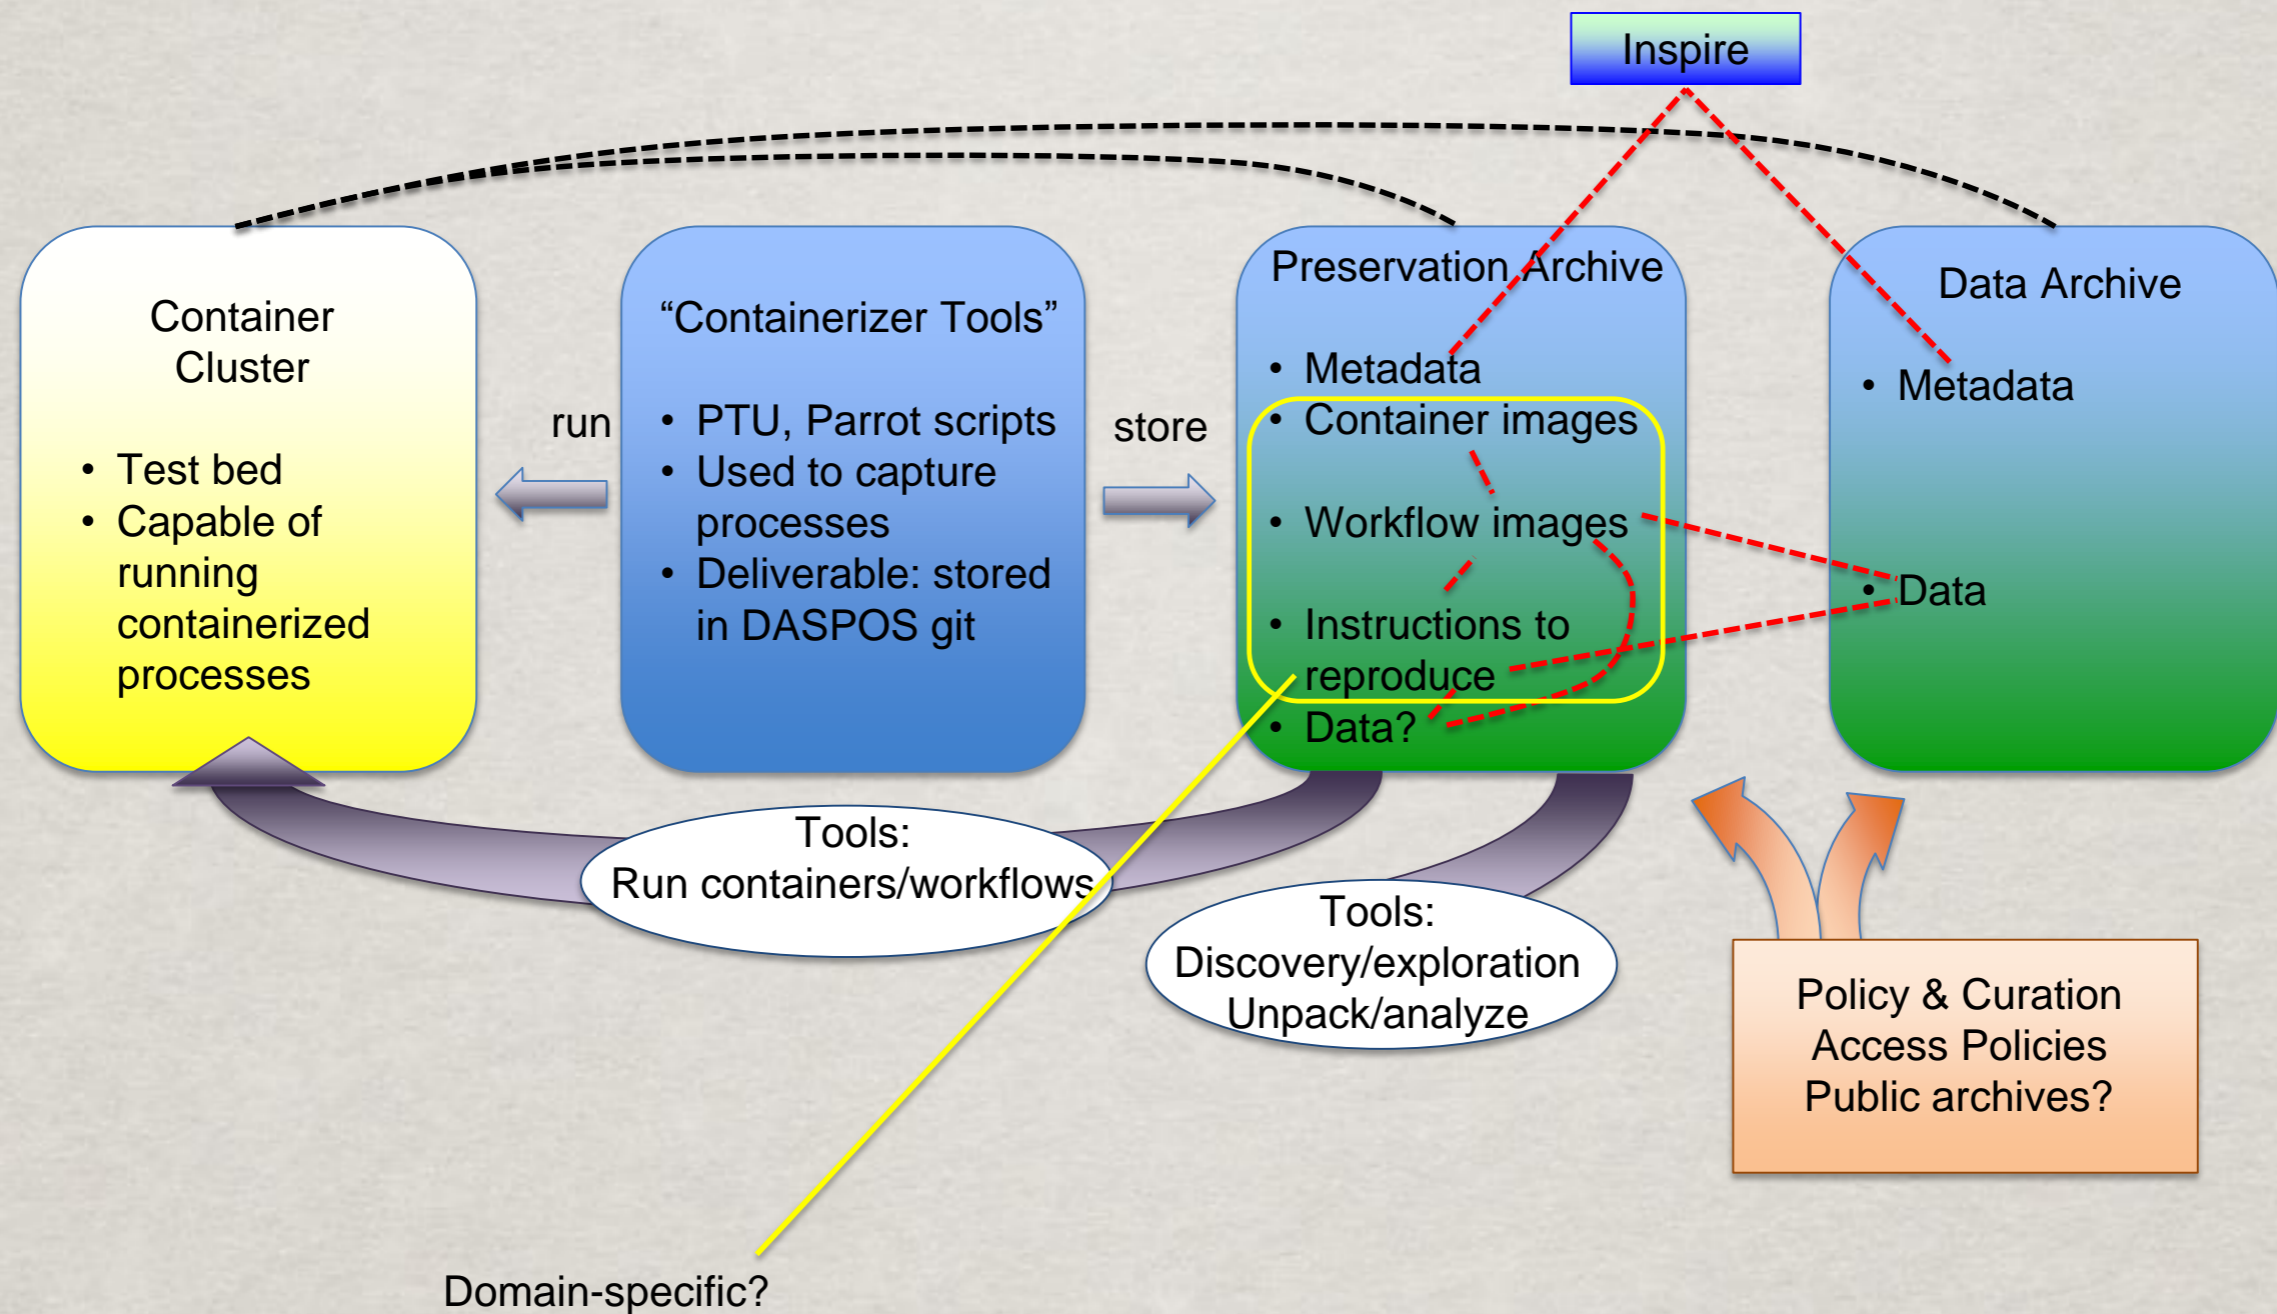 Inspire
Container
Cluster
• Test bed
• Capable of
running
containerized
processes
run
“Containerizer Tools”
• PTU, Parrot scripts
• Used to capture
processes
• Deliverable: stored
in DASPOS git
store
Preservation Archive
• Metadata
• Container images
• Workflow images
• Instructions to
reproduce
• Data?
Data Archive
• Metadata
• Data
Tools:
Run containers/workflows
Tools:
Discovery/exploration
Unpack/analyze
Policy & Curation
Access Policies
Public archives?
Domain-specific?